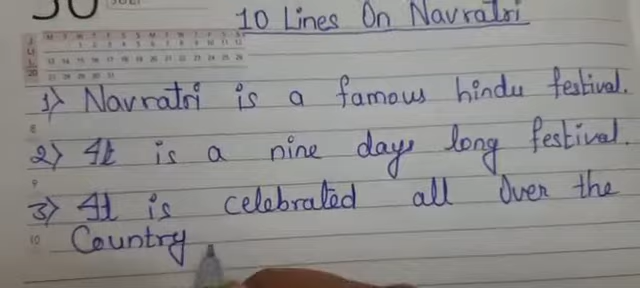 10 Lines On Navratri
1) Navratri is a famous hindu festival.
2) It is a nine days long festival.
3) It is celebrated all over the
Country